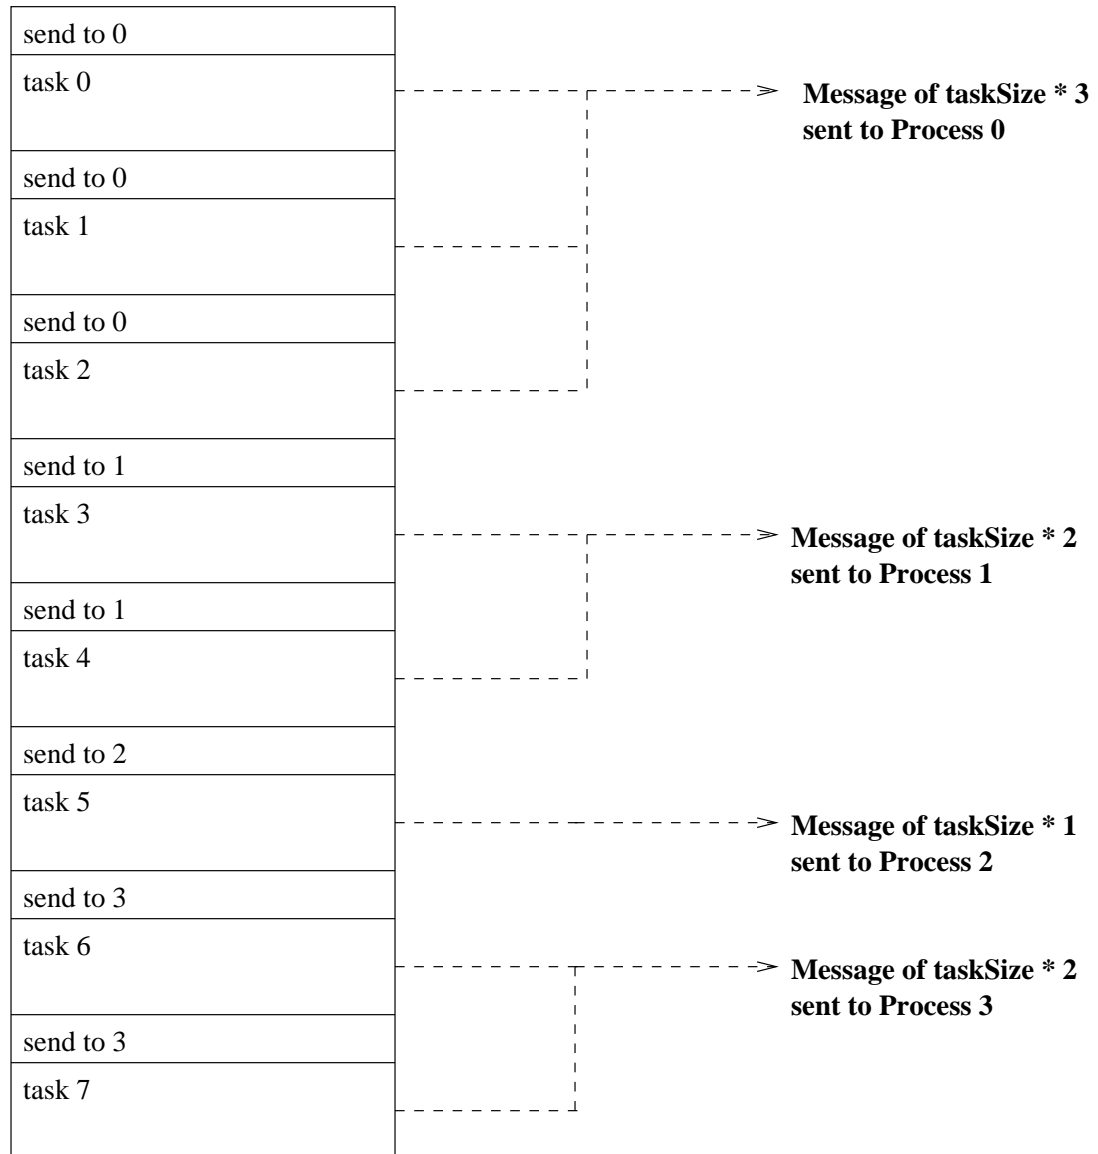 send to 0
task 0
Message of taskSize * 3
sent to Process 0
send to 0
task 1
send to 0
task 2
send to 1
task 3
Message of taskSize * 2
sent to Process 1
send to 1
task 4
send to 2
task 5
Message of taskSize * 1
sent to Process 2
send to 3
task 6
Message of taskSize * 2
sent to Process 3
send to 3
task 7